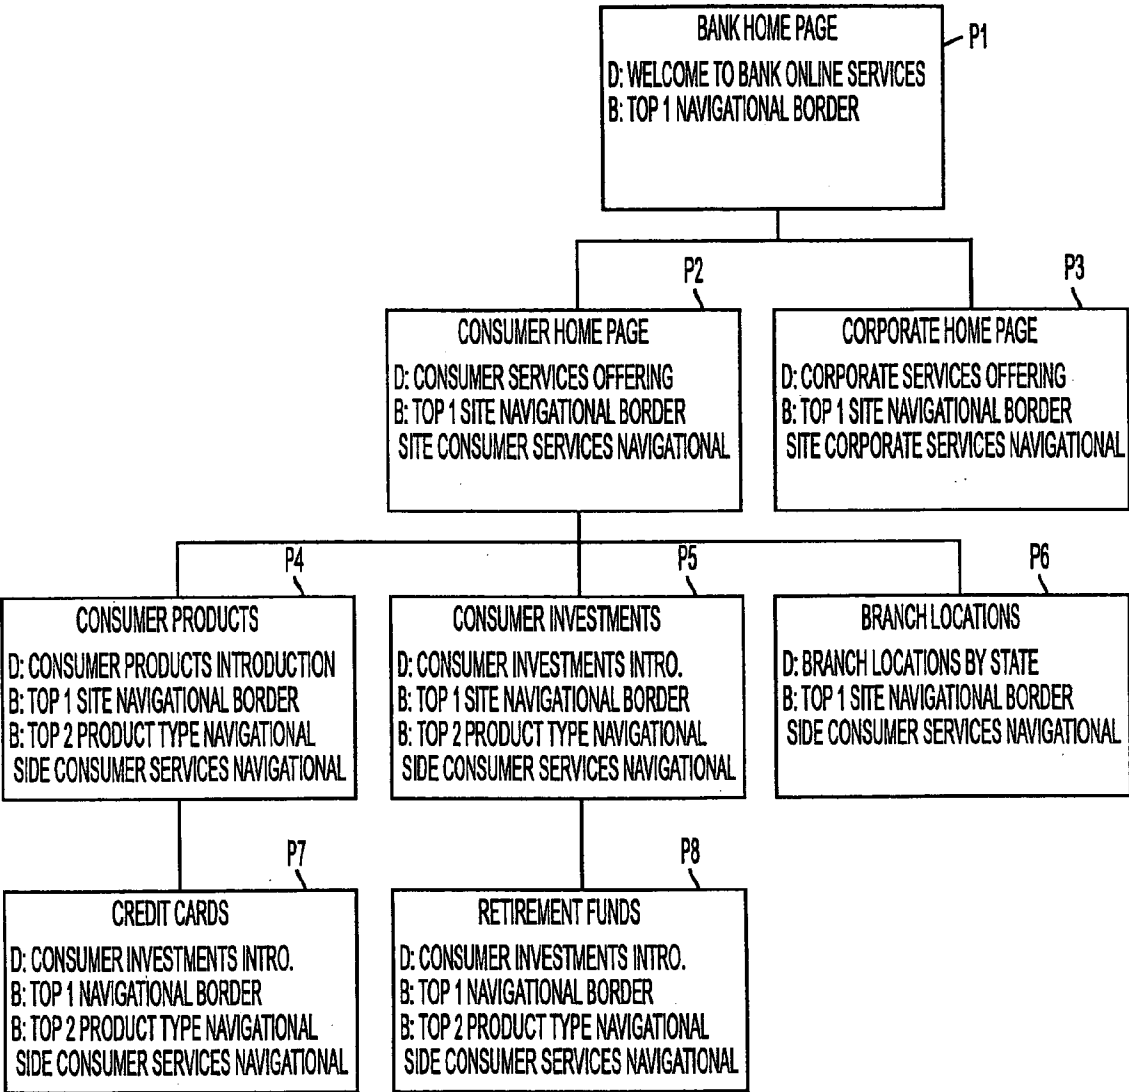 BANK HOME PAGE
P1
D: WELCOME TO BANK ONLINE SERVICES
B: TOP 1 NAVIGATIONAL BORDER
P2
CONSUMER HOME PAGE
D: CONSUMER SERVICES OFFERING
B: TOP 1 SITE NAVIGATIONAL BORDER
SITE CONSUMER SERVICES NAVIGATIONAL
P3
CORPORATE HOME PAGE
D: CORPORATE SERVICES OFFERING
B: TOP 1 SITE NAVIGATIONAL BORDER
SITE CORPORATE SERVICES NAVIGATIONAL
P4
CONSUMER PRODUCTS
D: CONSUMER PRODUCTS INTRODUCTION
B: TOP 1 SITE NAVIGATIONAL BORDER
B: TOP 2 PRODUCT TYPE NAVIGATIONAL
SIDE CONSUMER SERVICES NAVIGATIONAL
P5
CONSUMER INVESTMENTS
D: CONSUMER INVESTMENTS INTRO.
B: TOP 1 SITE NAVIGATIONAL BORDER
B: TOP 2 PRODUCT TYPE NAVIGATIONAL
SIDE CONSUMER SERVICES NAVIGATIONAL
P6
BRANCH LOCATIONS
D: BRANCH LOCATIONS BY STATE
B: TOP 1 SITE NAVIGATIONAL BORDER
SIDE CONSUMER SERVICES NAVIGATIONAL
P7
CREDIT CARDS
D: CONSUMER INVESTMENTS INTRO.
B: TOP 1 NAVIGATIONAL BORDER
B: TOP 2 PRODUCT TYPE NAVIGATIONAL
SIDE CONSUMER SERVICES NAVIGATIONAL
P8
RETIREMENT FUNDS
D: CONSUMER INVESTMENTS INTRO.
B: TOP 1 NAVIGATIONAL BORDER
B: TOP 2 PRODUCT TYPE NAVIGATIONAL
SIDE CONSUMER SERVICES NAVIGATIONAL